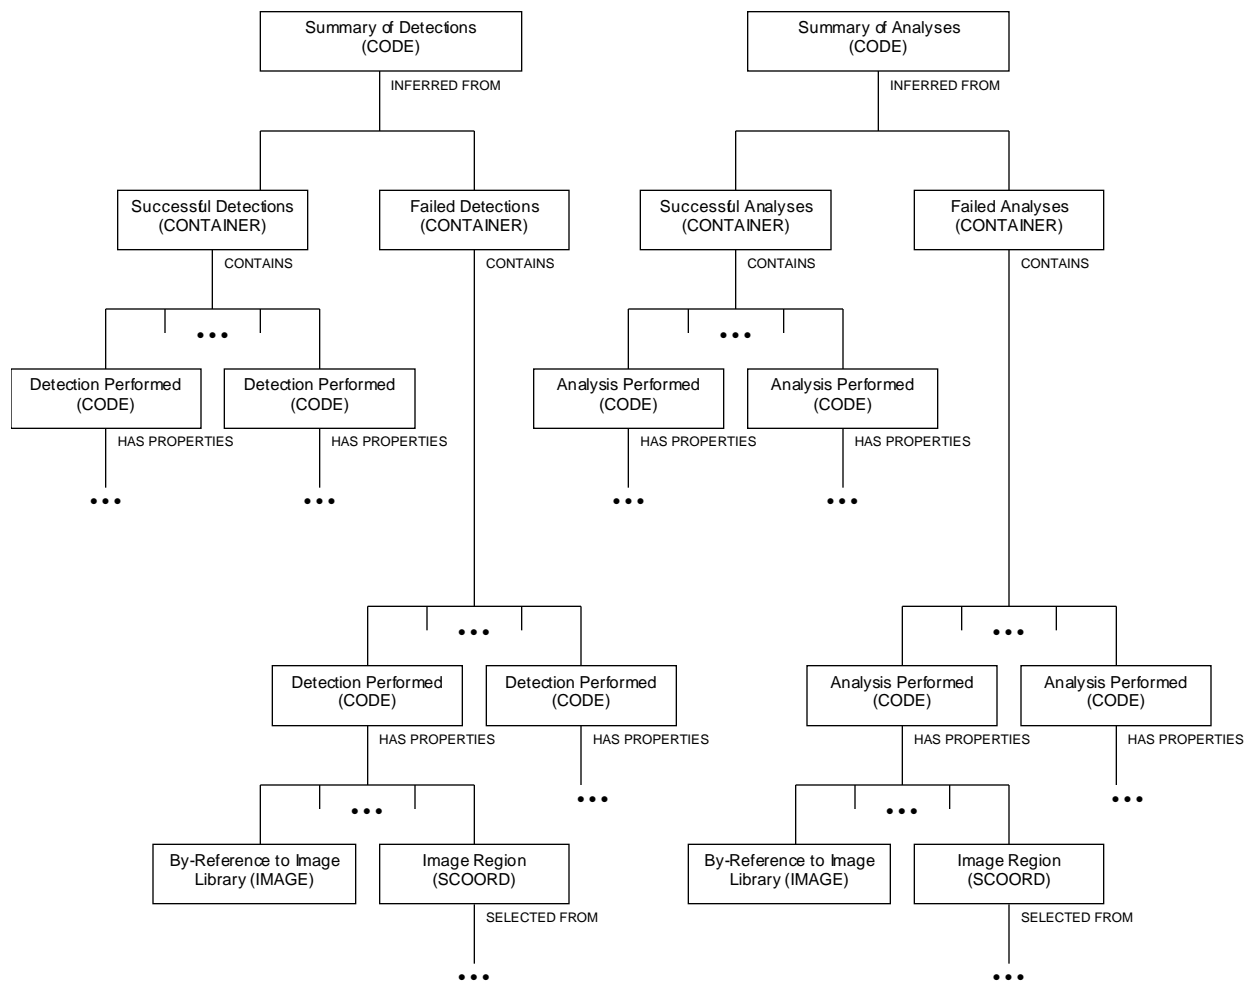 Summary of Detections
(CODE)
Summary of Analyses
(CODE)
INFERRED FROM
INFERRED FROM
Successful Detections
(CONTAINER)
Failed Detections
(CONTAINER)
Successful Analyses
(CONTAINER)
Failed Analyses
(CONTAINER)
CONTAINS
CONTAINS
CONTAINS
CONTAINS
•••
•••
Detection Performed
(CODE)
Detection Performed
(CODE)
Analysis Performed
(CODE)
Analysis Performed
(CODE)
HAS PROPERTIES
HAS PROPERTIES
HAS PROPERTIES
HAS PROPERTIES
•••
•••
•••
•••
•••
•••
Detection Performed
(CODE)
Detection Performed
(CODE)
Analysis Performed
(CODE)
Analysis Performed
(CODE)
HAS PROPERTIES
HAS PROPERTIES
HAS PROPERTIES
HAS PROPERTIES
•••
•••
•••
•••
By-Reference to Image
Library (IMAGE)
Image Region
(SCOORD)
By-Reference to Image
Library (IMAGE)
Image Region
(SCOORD)
SELECTED FROM
SELECTED FROM
•••
•••